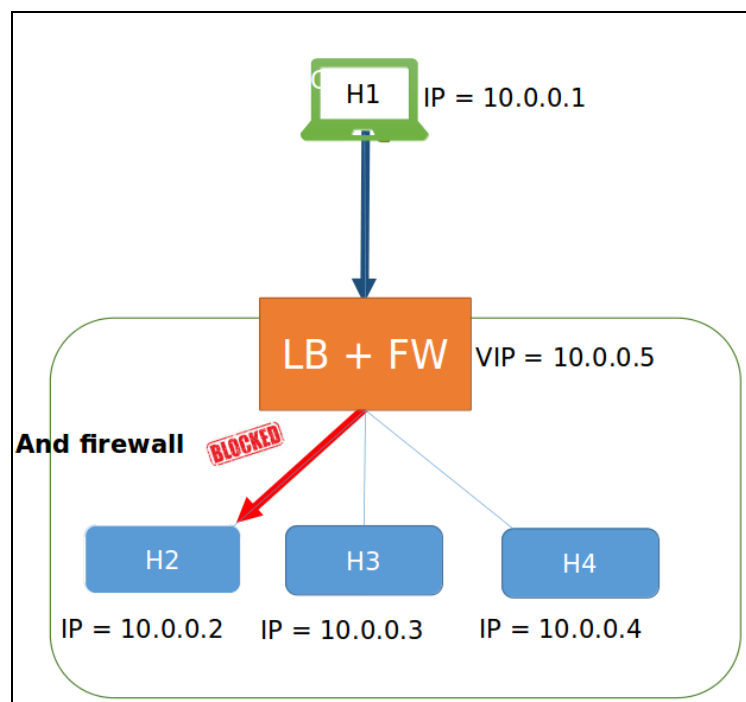 H1
IP = 10.0.0.1
LB + FW
VIP = 10.0.0.5
And firewall
BLOCKED
H2
H3
H4
IP = 10.0.0.2
IP = 10.0.0.3
IP = 10.0.0.4